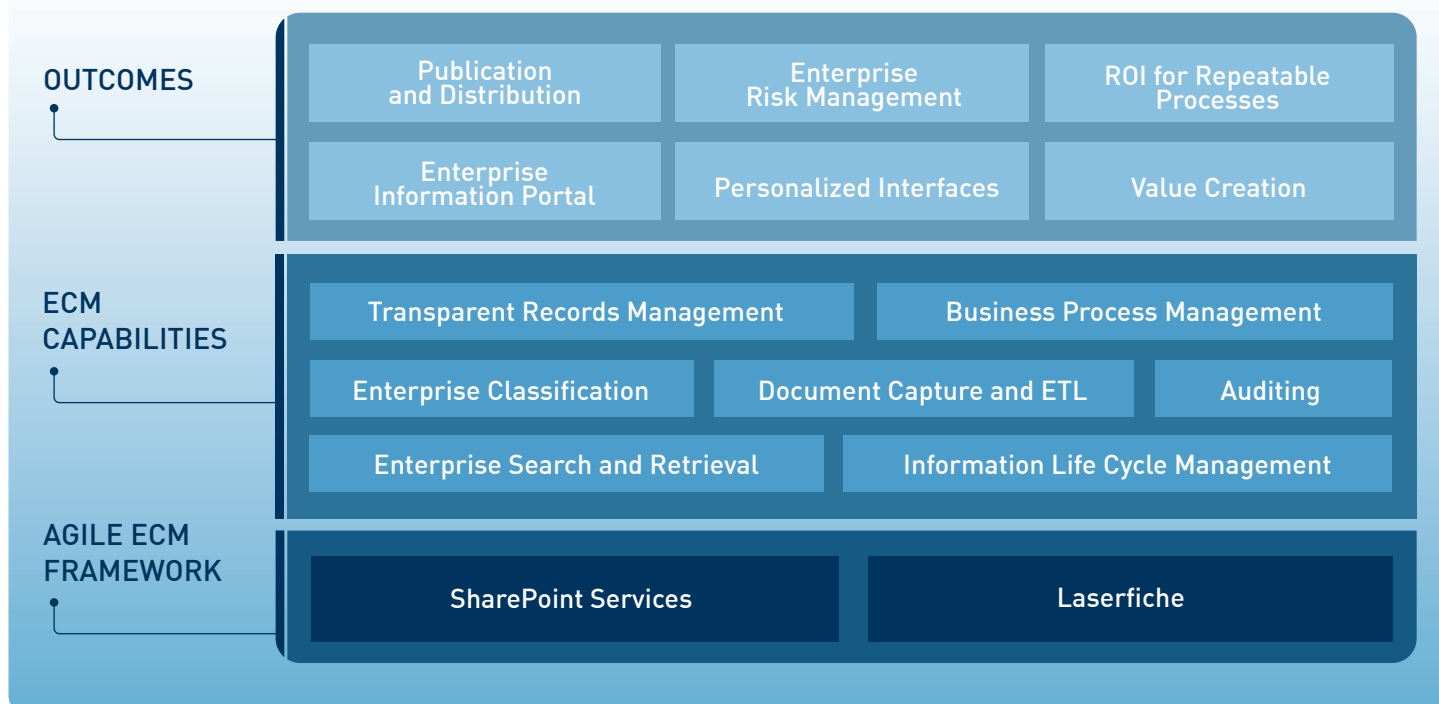 OUTCOMES
Publication
and Distribution
Enterprise
Risk Management
ROI for Repeatable
Processes
Enterprise
Information Portal
Personalized Interfaces
Value Creation
ECM
CAPABILITIES
Transparent Records Management
Business Process Management
Enterprise Classification
Document Capture and ETL
Auditing
Enterprise Search and Retrieval
Information Life Cycle Management
AGILE ECM
FRAMEWORK
SharePoint Services
Laserfiche